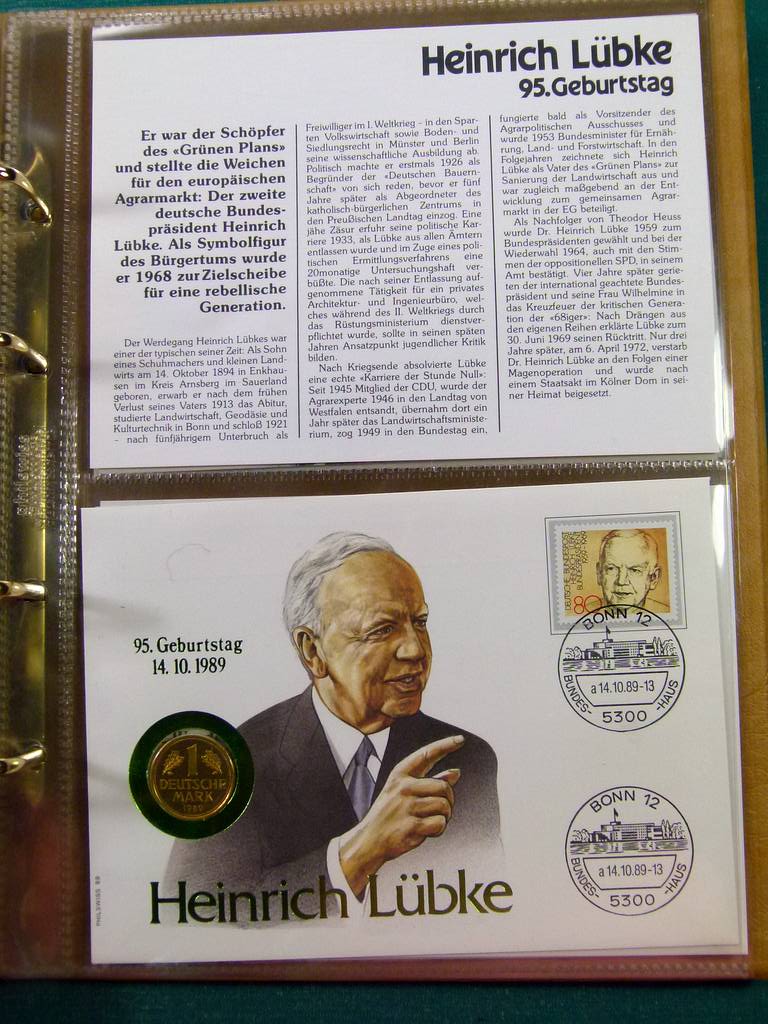 Heinrich Lübke
95.Geburtstag
Er war der Schöpfer
des «Grünen Plans»
und stellte die Weichen
für den europäischen
Agrarmarkt: Der zweite
deutsche Bundes-
präsident Heinrich
Lübke. Als Symbolfigur
des Bürgertums wurde
er 1968 zur Zielscheibe
für eine rebellische
Generation.
Der Werdegang Heinrich Lübkes war
einer der typischen seiner Zeit: Als Sohn
eines Schuhmachers und kleinen Land-
wirts am 14. Oktober 1894 in Enkhau-
sen im Kreis Arnsberg im Sauerland
geboren, erwarb er nach dem frühen
Verlust seines Vaters 1913 das Abitur,
studierte Landwirtschaft, Geodäsie und
Kulturtechnik in Bonn und schloß 1921
- nach fünfjährigem Unterbruch als
Freiwilliger im I. Weltkrieg - in den Spar-
ten Volkswirtschaft sowie Boden- und
Siedlungsrecht in Münster und Berlin
seine wissenschaftliche Ausbildung ab.
Politisch machte er erstmals 1926 als
Begründer der «Deutschen Bauern-
schaft» von sich reden, bevor er fünf
Jahre später als Abgeordneter des
katholisch-bürgerlichen Zentrums in
den Preußischen Landtag einzog. Eine
jähe Zäsur erfuhr seine politische Kar-
riere 1933, als Lübke aus allen Ämtern
entlassen wurde und im Zuge eines poli-
tischen Ermittlungsverfahrens eine
20monatige Untersuchungshaft ver-
büßte. Die nach seiner Entlassung auf-
genommene Tätigkeit für ein privates
Architektur- und Ingenieurbüro, wel-
ches während des II. Weltkriegs durch
das Rüstungsministerium dienstver-
pflichtet wurde, sollte in seinen späten
Jahren Ansatzpunkt jugendlicher Kritik
bilden.
Nach Kriegsende absolvierte Lübke
eine echte «Karriere der Stunde Null»:
Seit 1945 Mitglied der CDU, wurde der
Agrarexperte 1946 in den Landtag von
Westfalen entsandt, übernahm dort ein
Jahr später das Landwirtschaftsministe-
rium, zog 1949 in den Bundestag ein,
fungierte bald als Vorsitzender des
Agrarpolitischen Ausschusses und
wurde 1953 Bundesminister für Ernäh-
rung, Land- und Forstwirtschaft. In den
Folgejahren zeichnete sich Heinrich
Lübke als Vater des «Grünen Plans» zur
Sanierung der Landwirtschaft aus und
war zugleich maßgebend an der Ent-
wicklung zum gemeinsamen Agrar-
markt in der EG beteiligt.
Als Nachfolger von Theodor Heuss
wurde Dr. Heinrich Lübke 1959 zum
Bundespräsidenten gewählt und bei der
Wiederwahl 1964, auch mit den Stim-
men der oppositionellen SPD, in seinem
Amt bestätigt. Vier Jahre später gerie-
ten der international geachtete Bundes-
präsident und seine Frau Wilhelmine in
das Kreuzfeuer der kritischen Genera-
tion der «68iger»: Nach Drängen aus
den eigenen Reihen erklärte Lübke zum
30. Juni 1969 seinen Rücktritt. Nur drei
Jahre später, am 6. April 1972, verstarb
Dr. Heinrich Lübke an den Folgen einer
Magenoperation und wurde nach
einem Staatsakt im Kölner Dom in sei-
ner Heimat beigesetzt.
95. Geburtstag
14. 10. 1989
1
DEUTSCHE
MARK
1989
Heinrich Lübke
PHILSWISS 89
DEUTSCHE BUNDESPOST
HEINRICH LÜBKE
BUNDESPRÄSIDENT
1959-1969
80
BONN 12
a 14.10.89-13
BUNDES-
-HAUS
5300
BONN 12
a 14.10.89-13
BUNDES-
-HAUS
5300